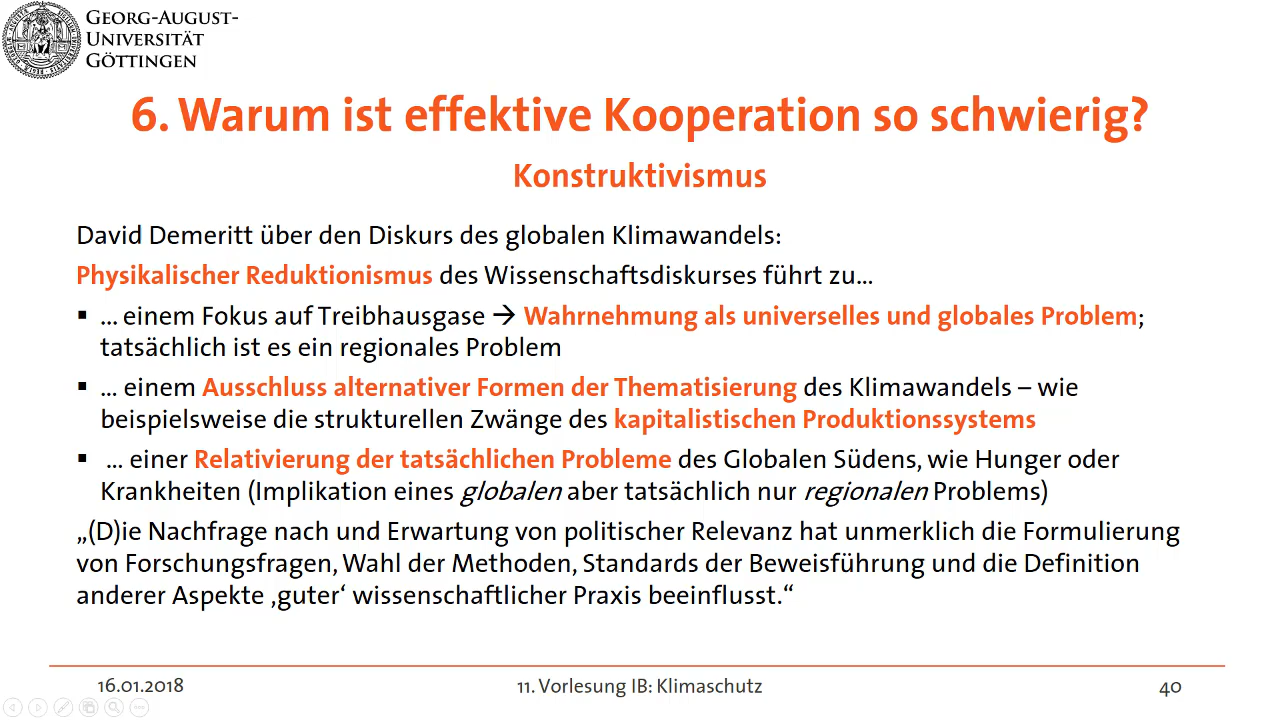 GEORG-AUGUST-
UNIVERSITÄT
GÖTTINGEN
6. Warum ist effektive Kooperation so schwierig?
Konstruktivismus
David Demeritt über den Diskurs des globalen Klimawandels:
Physikalischer Reduktionismus des Wissenschaftsdiskurses führt zu…
▪ … einem Fokus auf Treibhausgase → Wahrnehmung als universelles und globales Problem;
tatsächlich ist es ein regionales Problem
▪ … einem Ausschluss alternativer Formen der Thematisierung des Klimawandels – wie
beispielsweise die strukturellen Zwänge des kapitalistischen Produktionssystems
▪ … einer Relativierung der tatsächlichen Probleme des Globalen Südens, wie Hunger oder
Krankheiten (Implikation eines globalen aber tatsächlich nur regionalen Problems)
„(D)ie Nachfrage nach und Erwartung von politischer Relevanz hat unmerklich die Formulierung
von Forschungsfragen, Wahl der Methoden, Standards der Beweisführung und die Definition
anderer Aspekte ‚guter‘ wissenschaftlicher Praxis beeinflusst.“
16.01.2018
11. Vorlesung IB: Klimaschutz
40